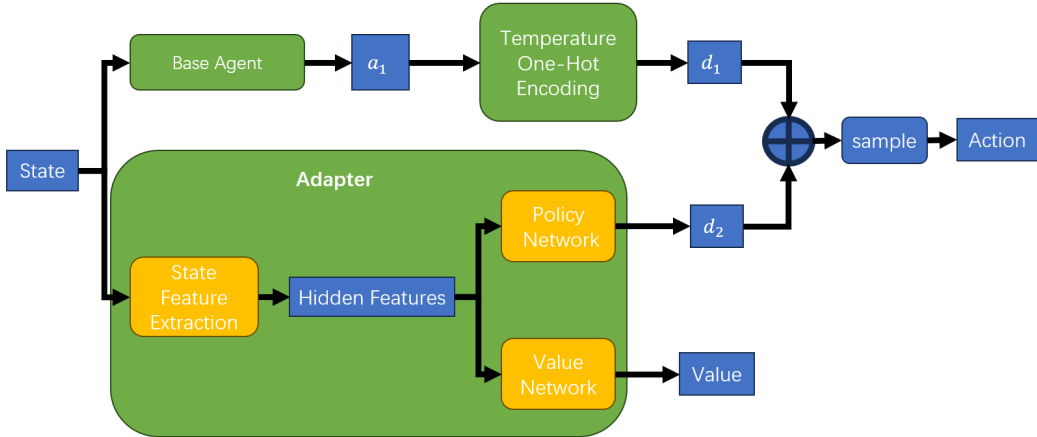 Base Agent
a₁
Temperature
One-Hot
Encoding
d₁
State
sample
Action
Adapter
Policy
Network
d₂
State
Feature
Extraction
Hidden Features
Value
Network
Value